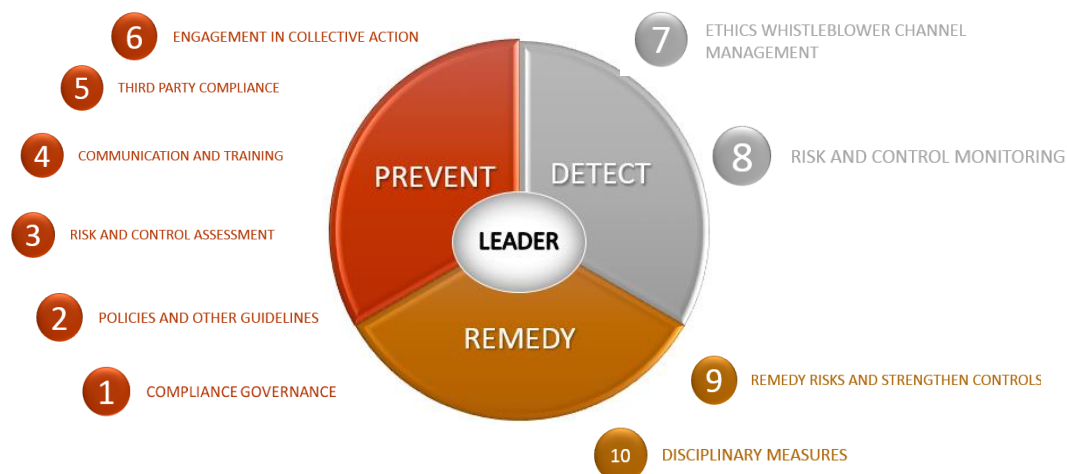 6 ENGAGEMENT IN COLLECTIVE ACTION
5 THIRD PARTY COMPLIANCE
4 COMMUNICATION AND TRAINING
3 RISK AND CONTROL ASSESSMENT
2 POLICIES AND OTHER GUIDELINES
1 COMPLIANCE GOVERNANCE
PREVENT
DETECT
LEADER
REMEDY
7 ETHICS WHISTLEBLOWER CHANNEL
MANAGEMENT
8 RISK AND CONTROL MONITORING
9 REMEDY RISKS AND STRENGTHEN CONTROLS
10 DISCIPLINARY MEASURES